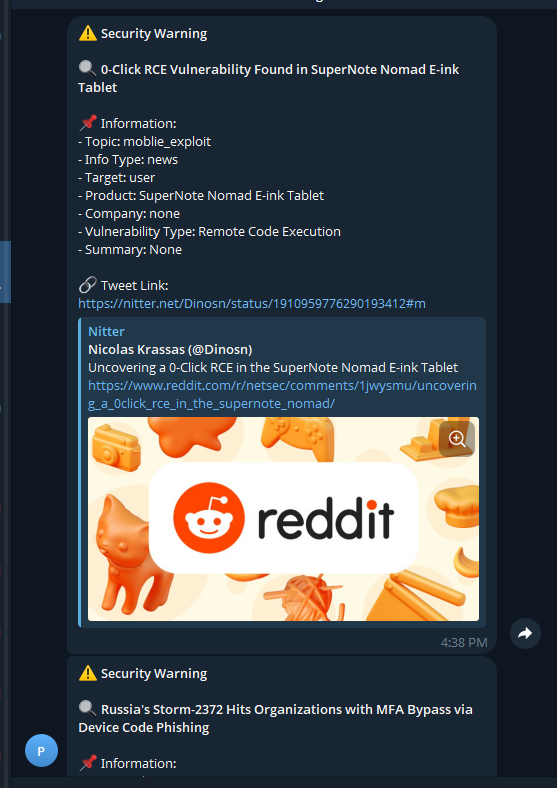 Security Warning
0-Click RCE Vulnerability Found in SuperNote Nomad E-ink
Tablet
Information:
- Topic: moblie_exploit
- Info Type: news
- Target: user
- Product: SuperNote Nomad E-ink Tablet
- Company: none
- Vulnerability Type: Remote Code Execution
- Summary: None
Tweet Link:
https://nitter.net/Dinosn/status/1910959776290193412#m
Nitter
Nicolas Krassas (@Dinosn)
Uncovering a 0-Click RCE in the SuperNote Nomad E-ink Tablet
https://www.reddit.com/r/netsec/comments/1jwysmu/uncoverin
g_a_0click_rce_in_the_supernote_nomad/
reddit
4:38 PM
Security Warning
Russia's Storm-2372 Hits Organizations with MFA Bypass via
Device Code Phishing
P
Information: